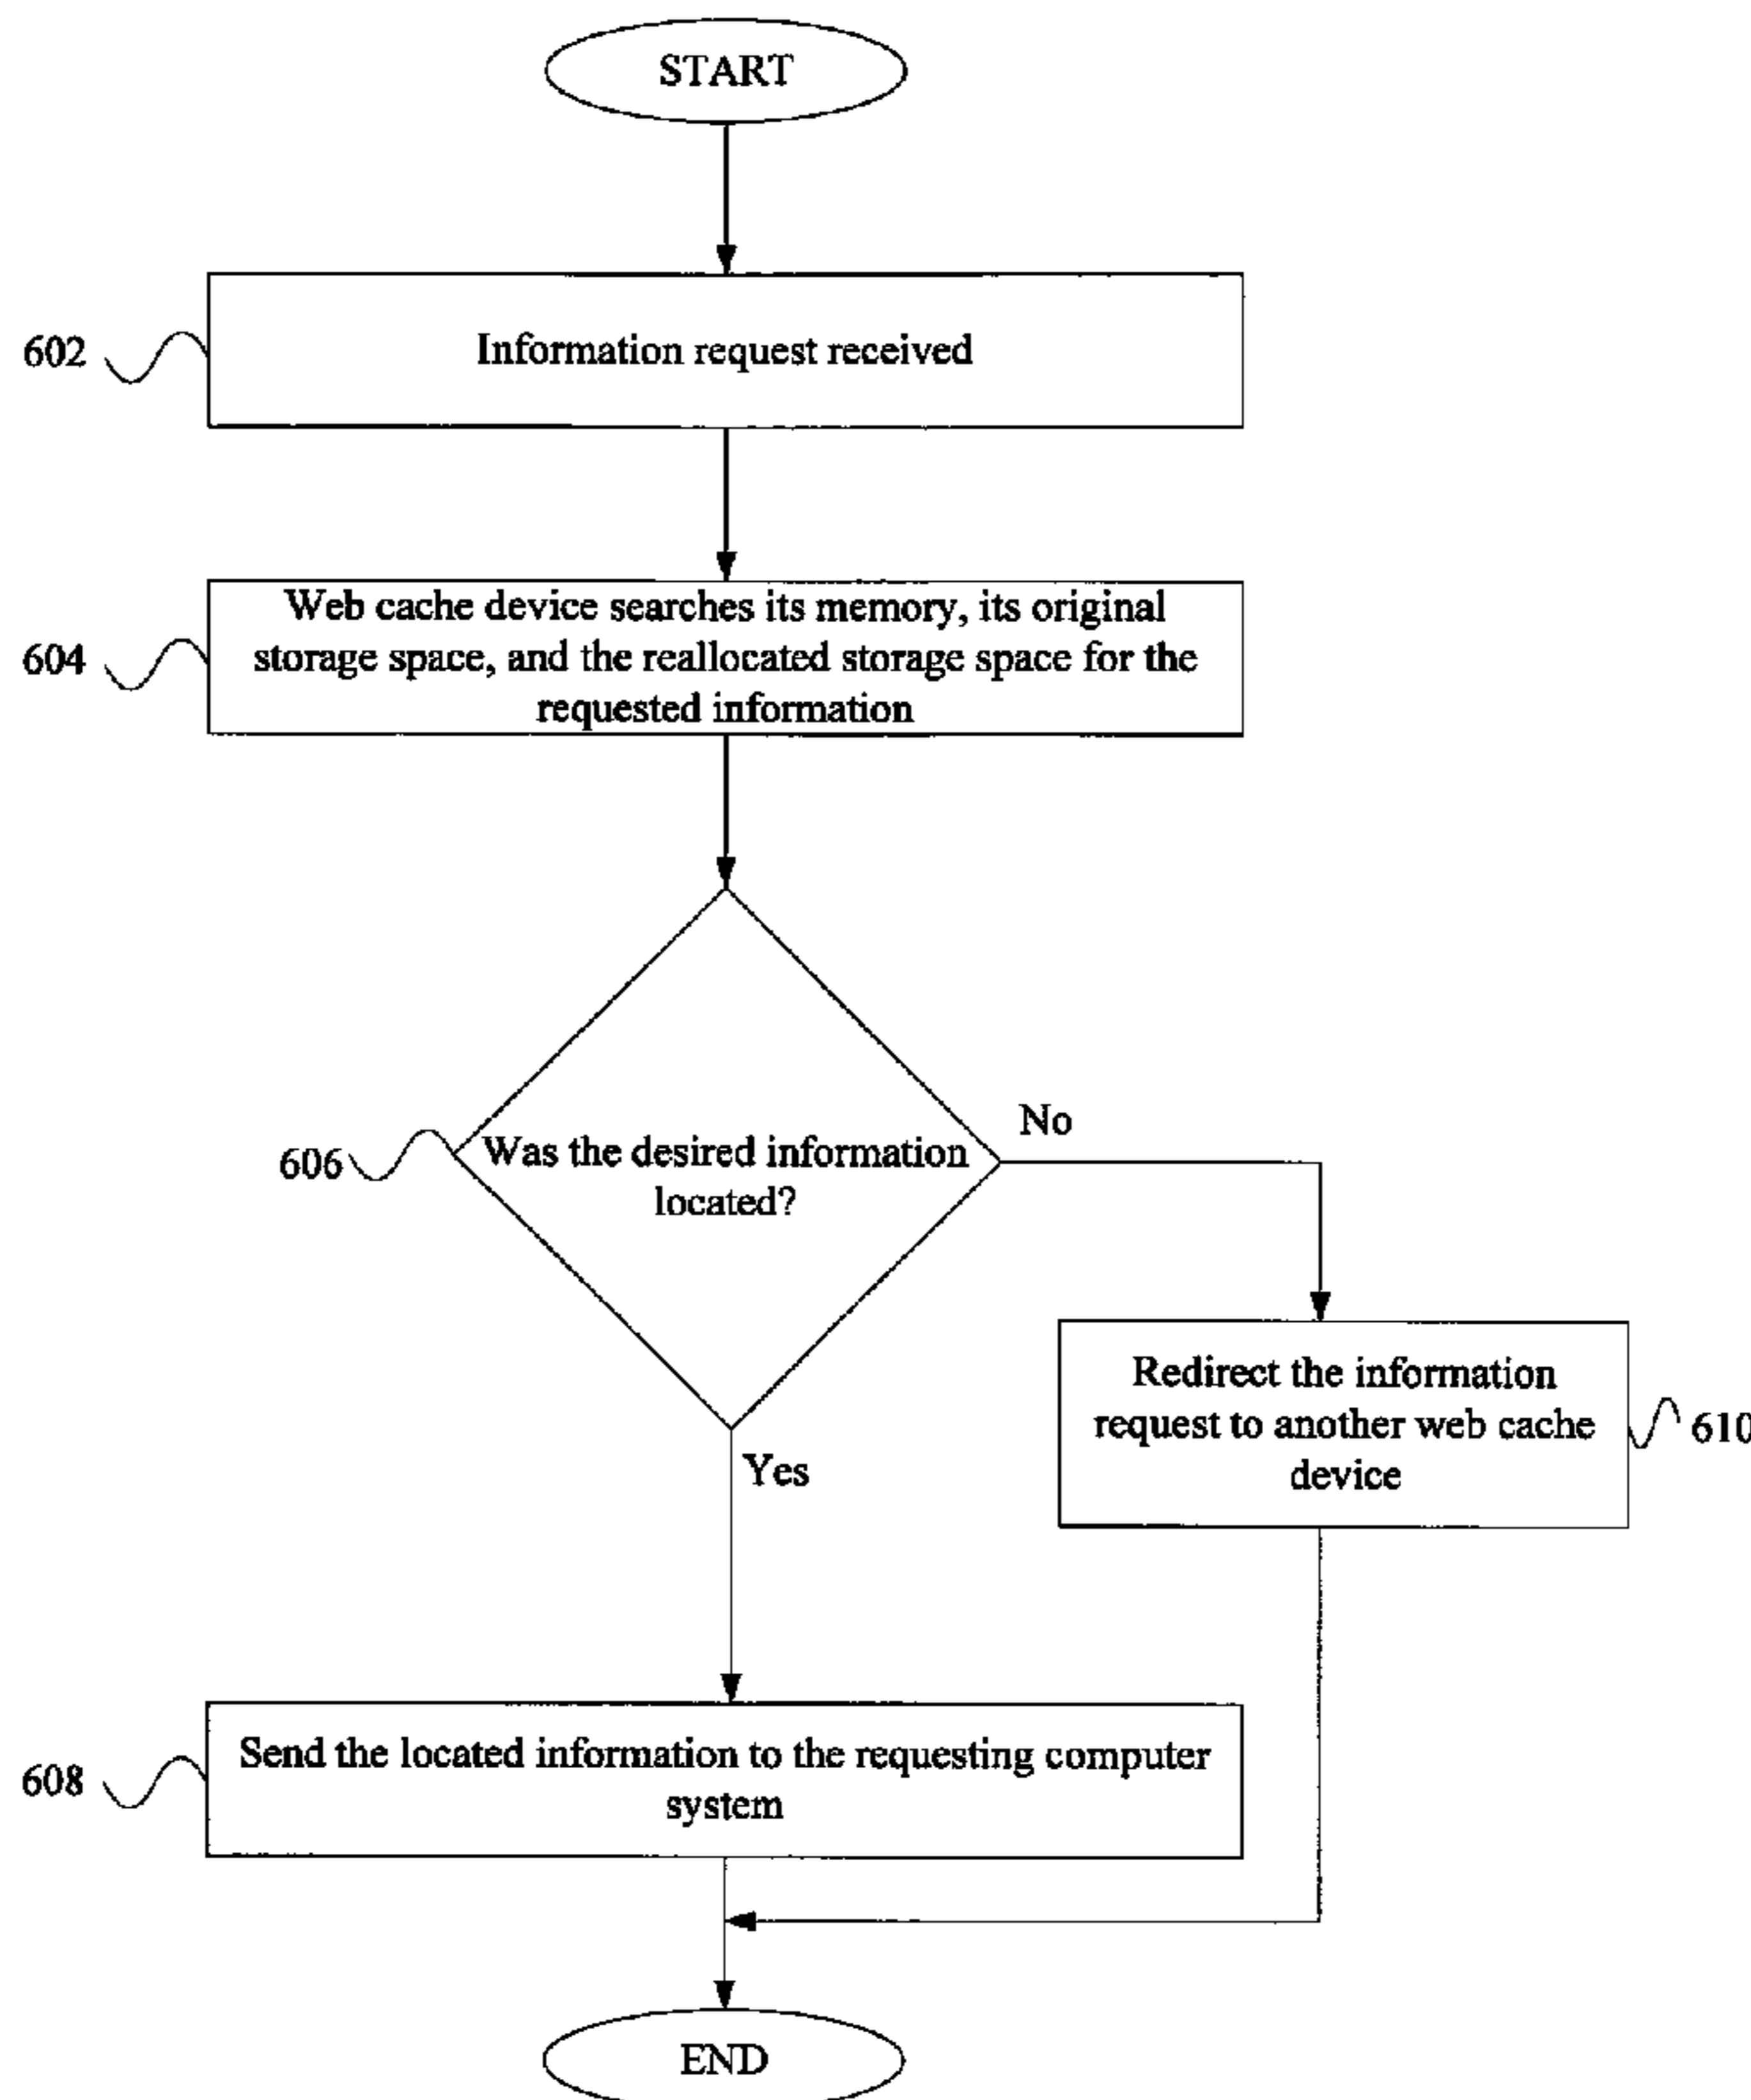 START
602
Information request received
604
Web cache device searches its memory, its original
storage space, and the reallocated storage space for the
requested information
606
Was the desired information
located?
No
Yes
Redirect the information
request to another web cache
device
610
608
Send the located information to the requesting computer
system
END